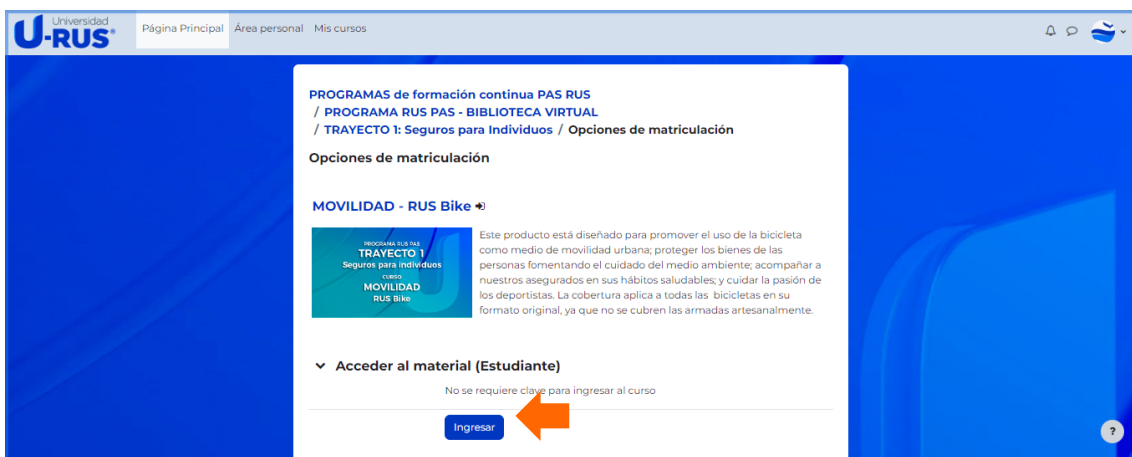 Universidad
U-RUS®
Página Principal Área personal Mis cursos
PROGRAMAS de formación continua PAS RUS
/ PROGRAMA RUS PAS - BIBLIOTECA VIRTUAL
/ TRAYECTO 1: Seguros para Individuos / Opciones de matriculación
Opciones de matriculación
MOVILIDAD - RUS Bike
PROGRAMA RUS PAS
TRAYECTO 1
Seguros para individuos
CURSO
MOVILIDAD
RUS Bike
Este producto está diseñado para promover el uso de la bicicleta
como medio de movilidad urbana; proteger los bienes de las
personas fomentando el cuidado del medio ambiente; acompañar a
nuestros asegurados en sus hábitos saludables; y cuidar la pasión de
los deportistas. La cobertura aplica a todas las bicicletas en su
formato original, ya que no se cubren las armadas artesanalmente.
Acceder al material (Estudiante)
No se requiere clave para ingresar al curso
Ingresar
?